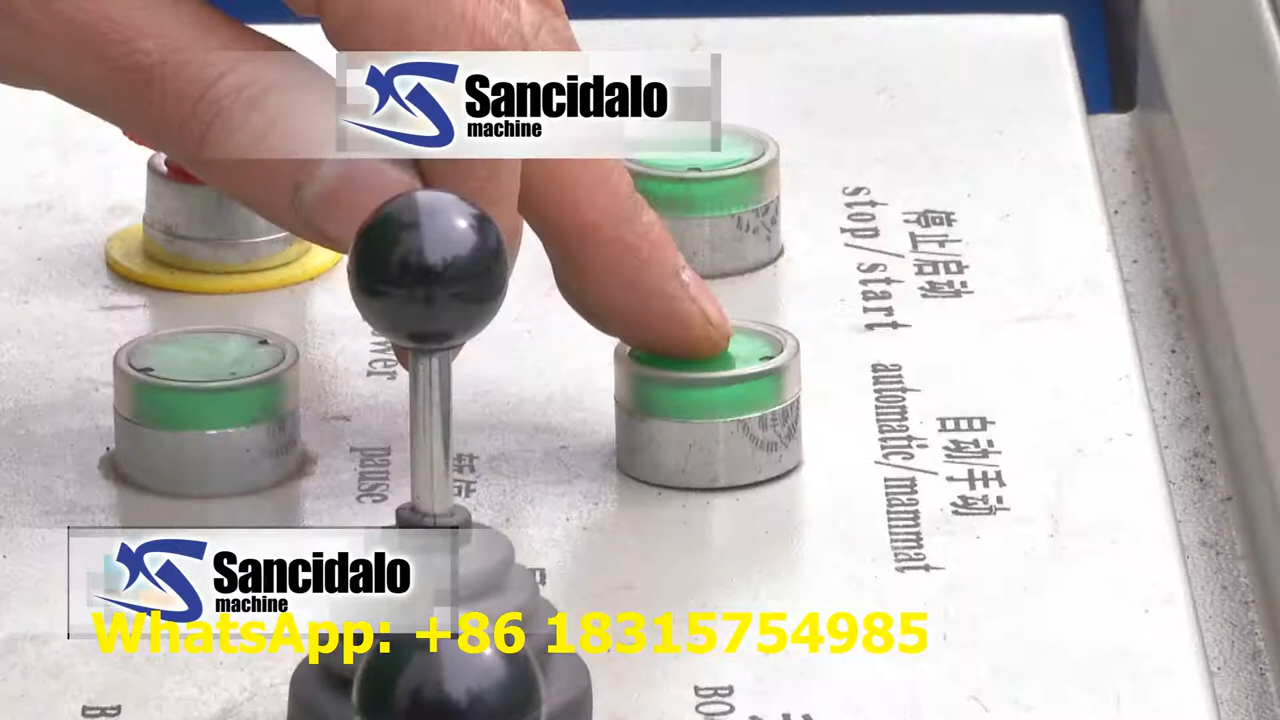 Sancidalo
machine
停止/启动
stop/start
自动/手动
automatic/mammat
pause
Sancidalo
machine
WhatsApp: +86 18315754985